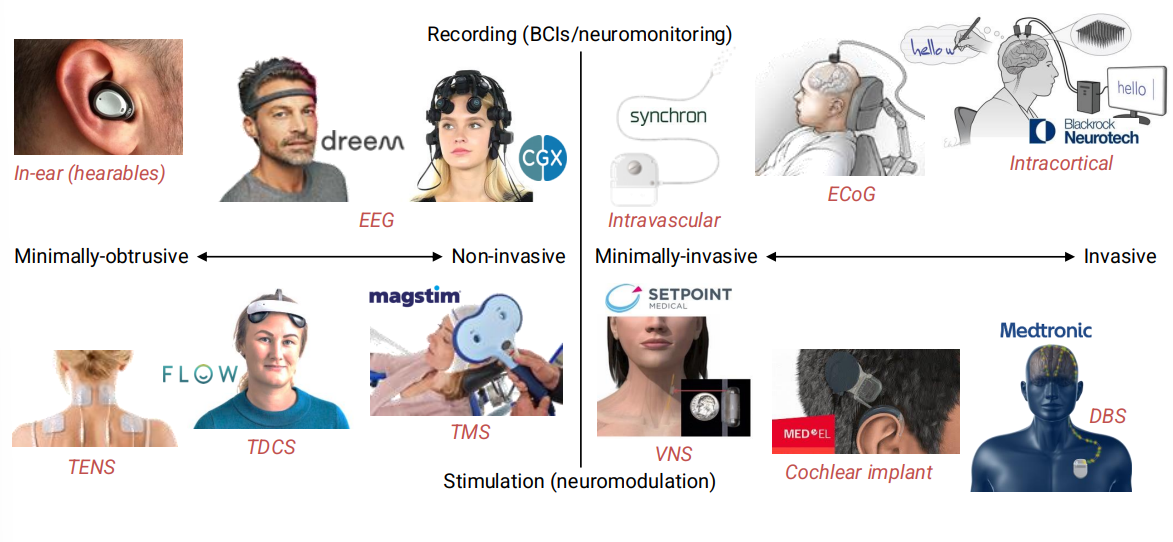 Recording (BCIs/neuromonitoring)
In-ear (hearables)
dreem
CGX
EEG
synchron
Intravascular
ECoG
hello w
hello
Blackrock
Neurotech
Intracortical
Minimally-obtrusive
Non-invasive
Minimally-invasive
Invasive
TENS
FLOW
TDCS
magstim
TMS
SETPOINT
MEDICAL
VNS
MED°EL
Cochlear implant
Medtronic
DBS
Stimulation (neuromodulation)